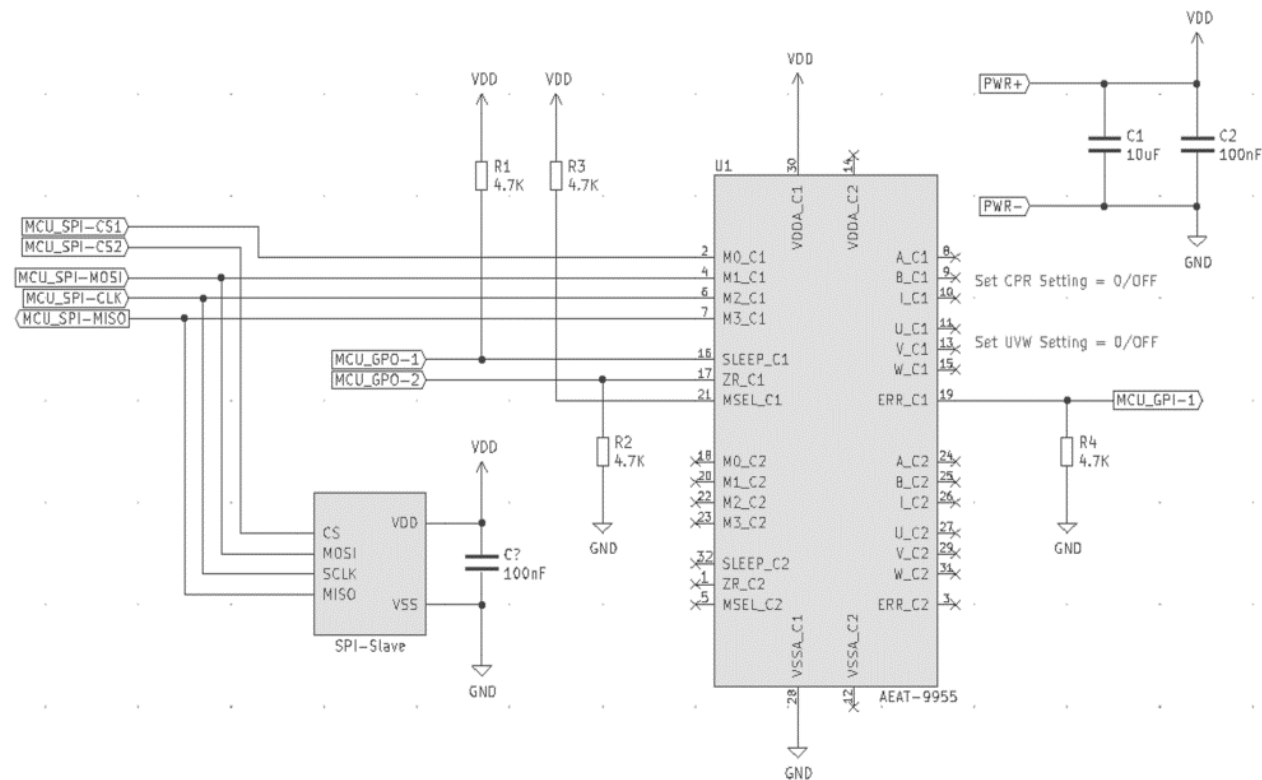 VDD
VDD
VDD
VDD
PWR+
C1
10uF
C2
100nF
PWR-
GND
R1
4.7K
R3
4.7K
U1
30
14
VDDA_C1
VDDA_C2
MCU_SPI-CS1
MCU_SPI-CS2
MCU_SPI-MOSI
MCU_SPI-CLK
MCU_SPI-MISO
2 M0_C1
4 M1_C1
6 M2_C1
7 M3_C1
A_C1 8
B_C1 9
I_C1 10
Set CPR Setting = 0/OFF
U_C1 11
V_C1 13
W_C1 15
Set UVW Setting = 0/OFF
MCU_GPO-1
MCU_GPO-2
16 SLEEP_C1
17 ZR_C1
21 MSEL_C1
ERR_C1 19
MCU_GPI-1
R2
4.7K
GND
R4
4.7K
GND
18 M0_C2
20 M1_C2
22 M2_C2
23 M3_C2
A_C2 24
B_C2 25
I_C2 26
32 SLEEP_C2
1 ZR_C2
5 MSEL_C2
U_C2 27
V_C2 29
W_C2 31
ERR_C2 3
VDD
CS
MOSI
SCLK
MISO
VDD
VSS
C?
100nF
SPI-Slave
GND
VSSA_C1
VSSA_C2
28
12
AEAT-9955
GND